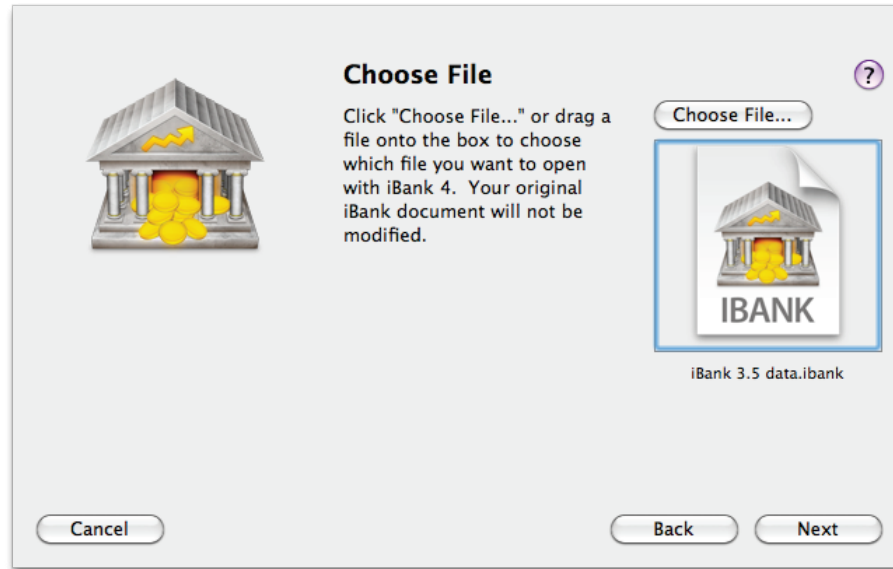 Choose File
?
Click "Choose File..." or drag a
file onto the box to choose
which file you want to open
with iBank 4.  Your original
iBank document will not be
modified.
Choose File...
IBANK
iBank 3.5 data.ibank
Cancel
Back
Next